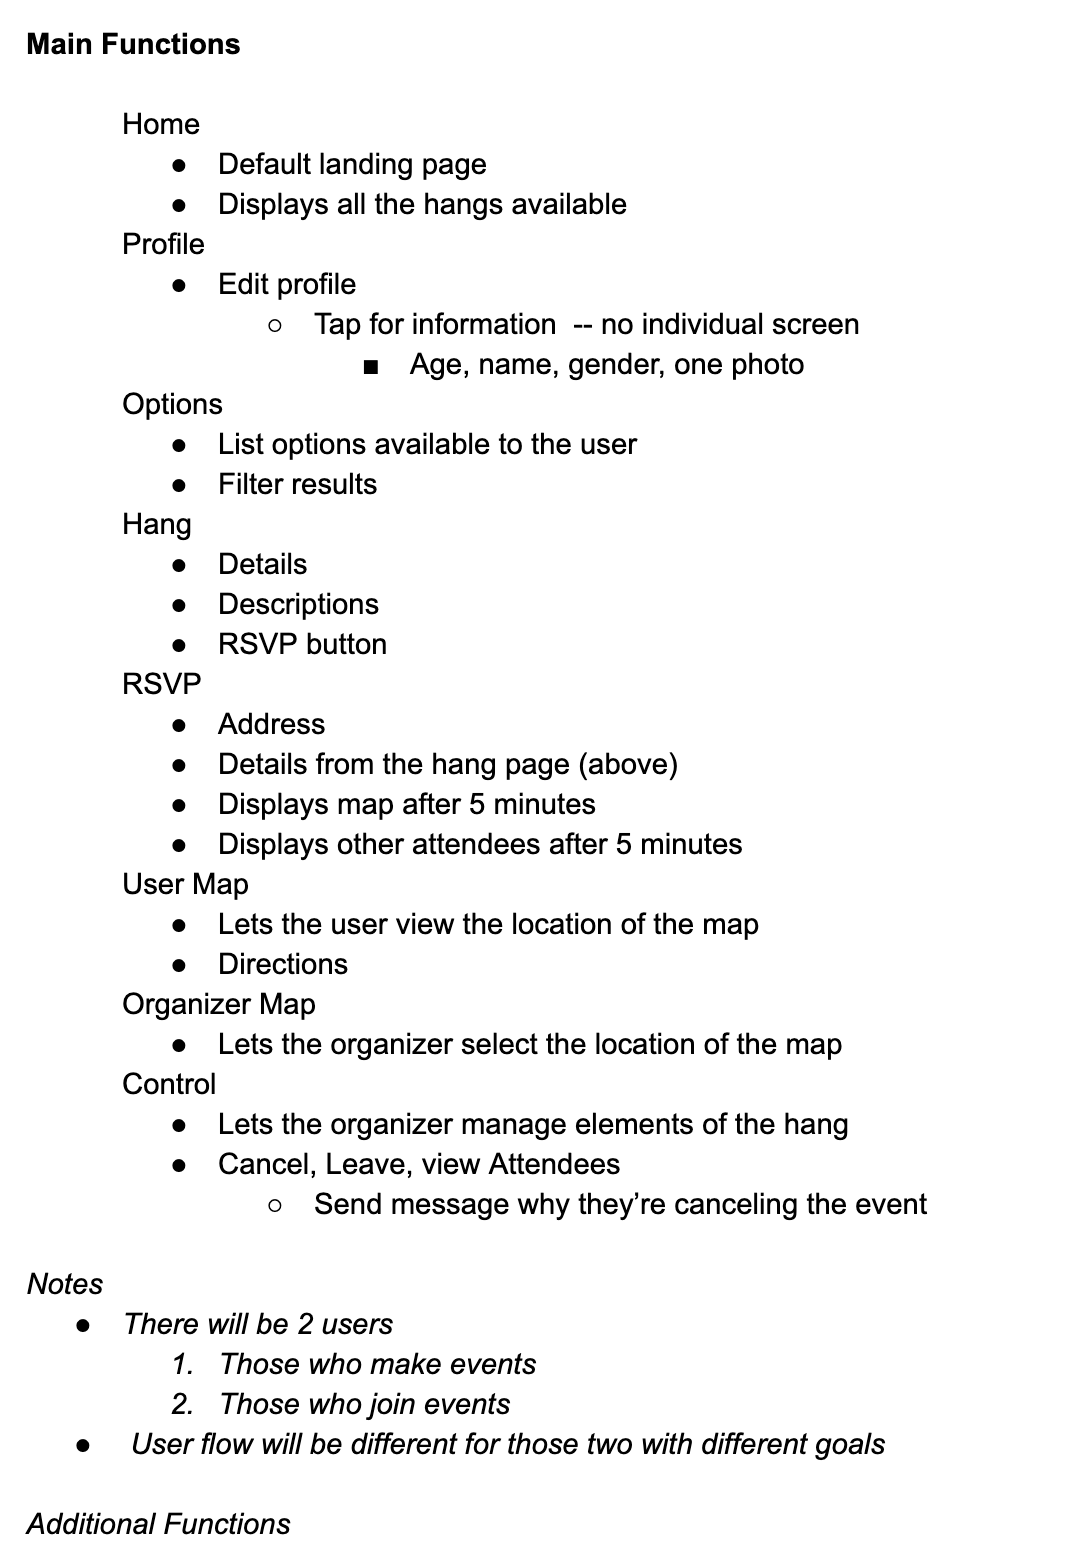 Main Functions
Home
● Default landing page
● Displays all the hangs available
Profile
● Edit profile
○ Tap for information -- no individual screen
■ Age, name, gender, one photo
Options
● List options available to the user
● Filter results
Hang
● Details
● Descriptions
● RSVP button
RSVP
● Address
● Details from the hang page (above)
● Displays map after 5 minutes
● Displays other attendees after 5 minutes
User Map
● Lets the user view the location of the map
● Directions
Organizer Map
● Lets the organizer select the location of the map
Control
● Lets the organizer manage elements of the hang
● Cancel, Leave, view Attendees
○ Send message why they’re canceling the event
Notes
● There will be 2 users
1. Those who make events
2. Those who join events
● User flow will be different for those two with different goals
Additional Functions